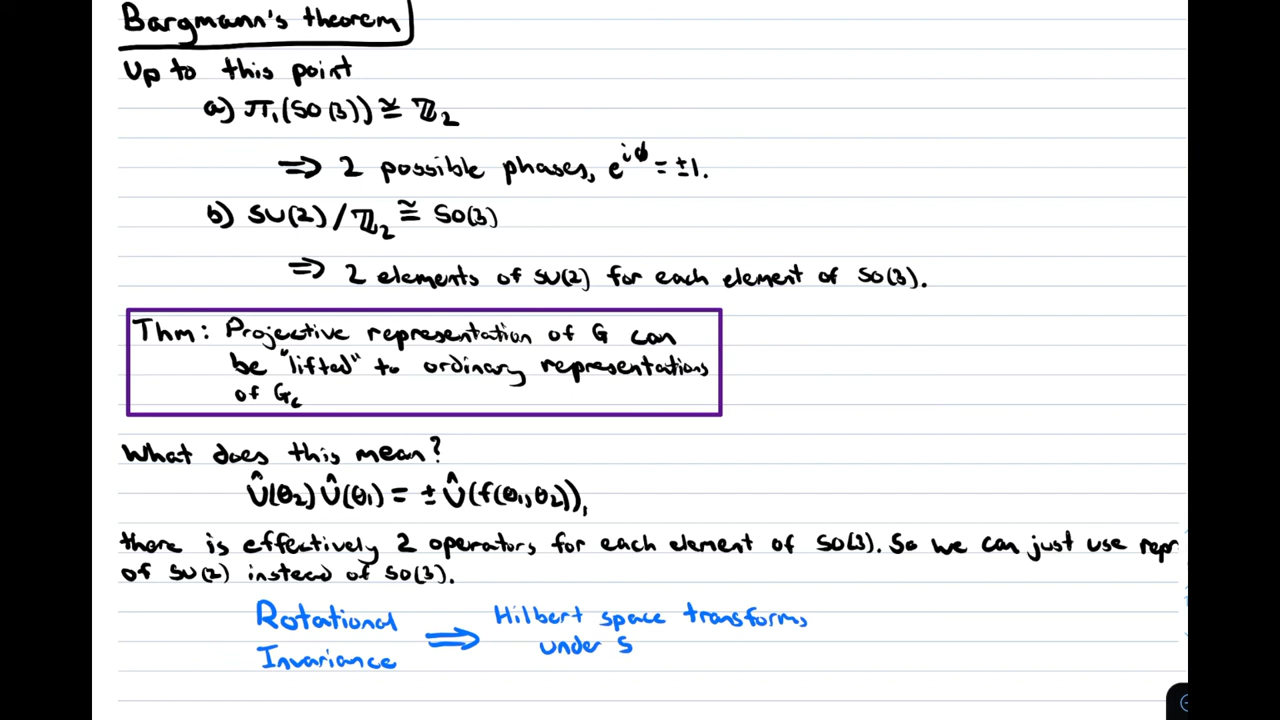 Bargmann's theorem
Up to this point
a) π₁(SO(3)) ≅ ℤ₂
⟹ 2 possible phases, e^{iφ} = ±1.
b) SU(2)/ℤ₂ ≅ SO(3)
⟹ 2 elements of SU(2) for each element of SO(3).
Thm: Projective representation of G can
be "lifted" to ordinary representations
of G_c
What does this mean?
Û(θ₂)Û(θ₁) = ± Û(f(θ₁,θ₂)),
there is effectively 2 operators for each element of SO(3). So we can just use repr
of SU(2) instead of SO(3).
Rotational Invariance ⟹ Hilbert space transforms
under S